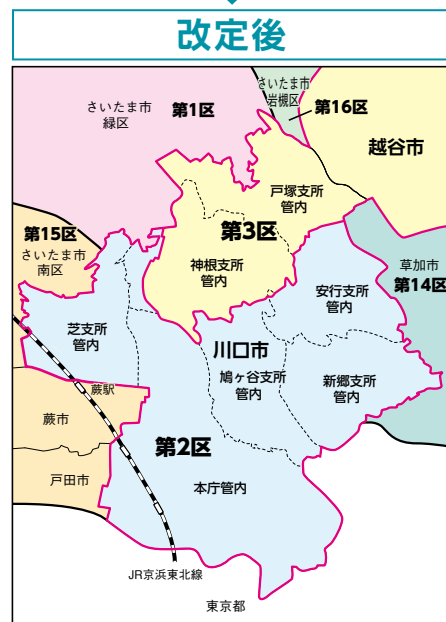 改定後
さいたま市
岩槻区
さいたま市
緑区
第1区
第16区
越谷市
戸塚支所
管内
第15区
さいたま市
南区
第3区
神根支所
管内
草加市
第14区
安行支所
管内
芝支所
管内
川口市
鳩ヶ谷支所
管内
新郷支所
管内
蕨駅
蕨市
第2区
戸田市
本庁管内
JR京浜東北線
東京都